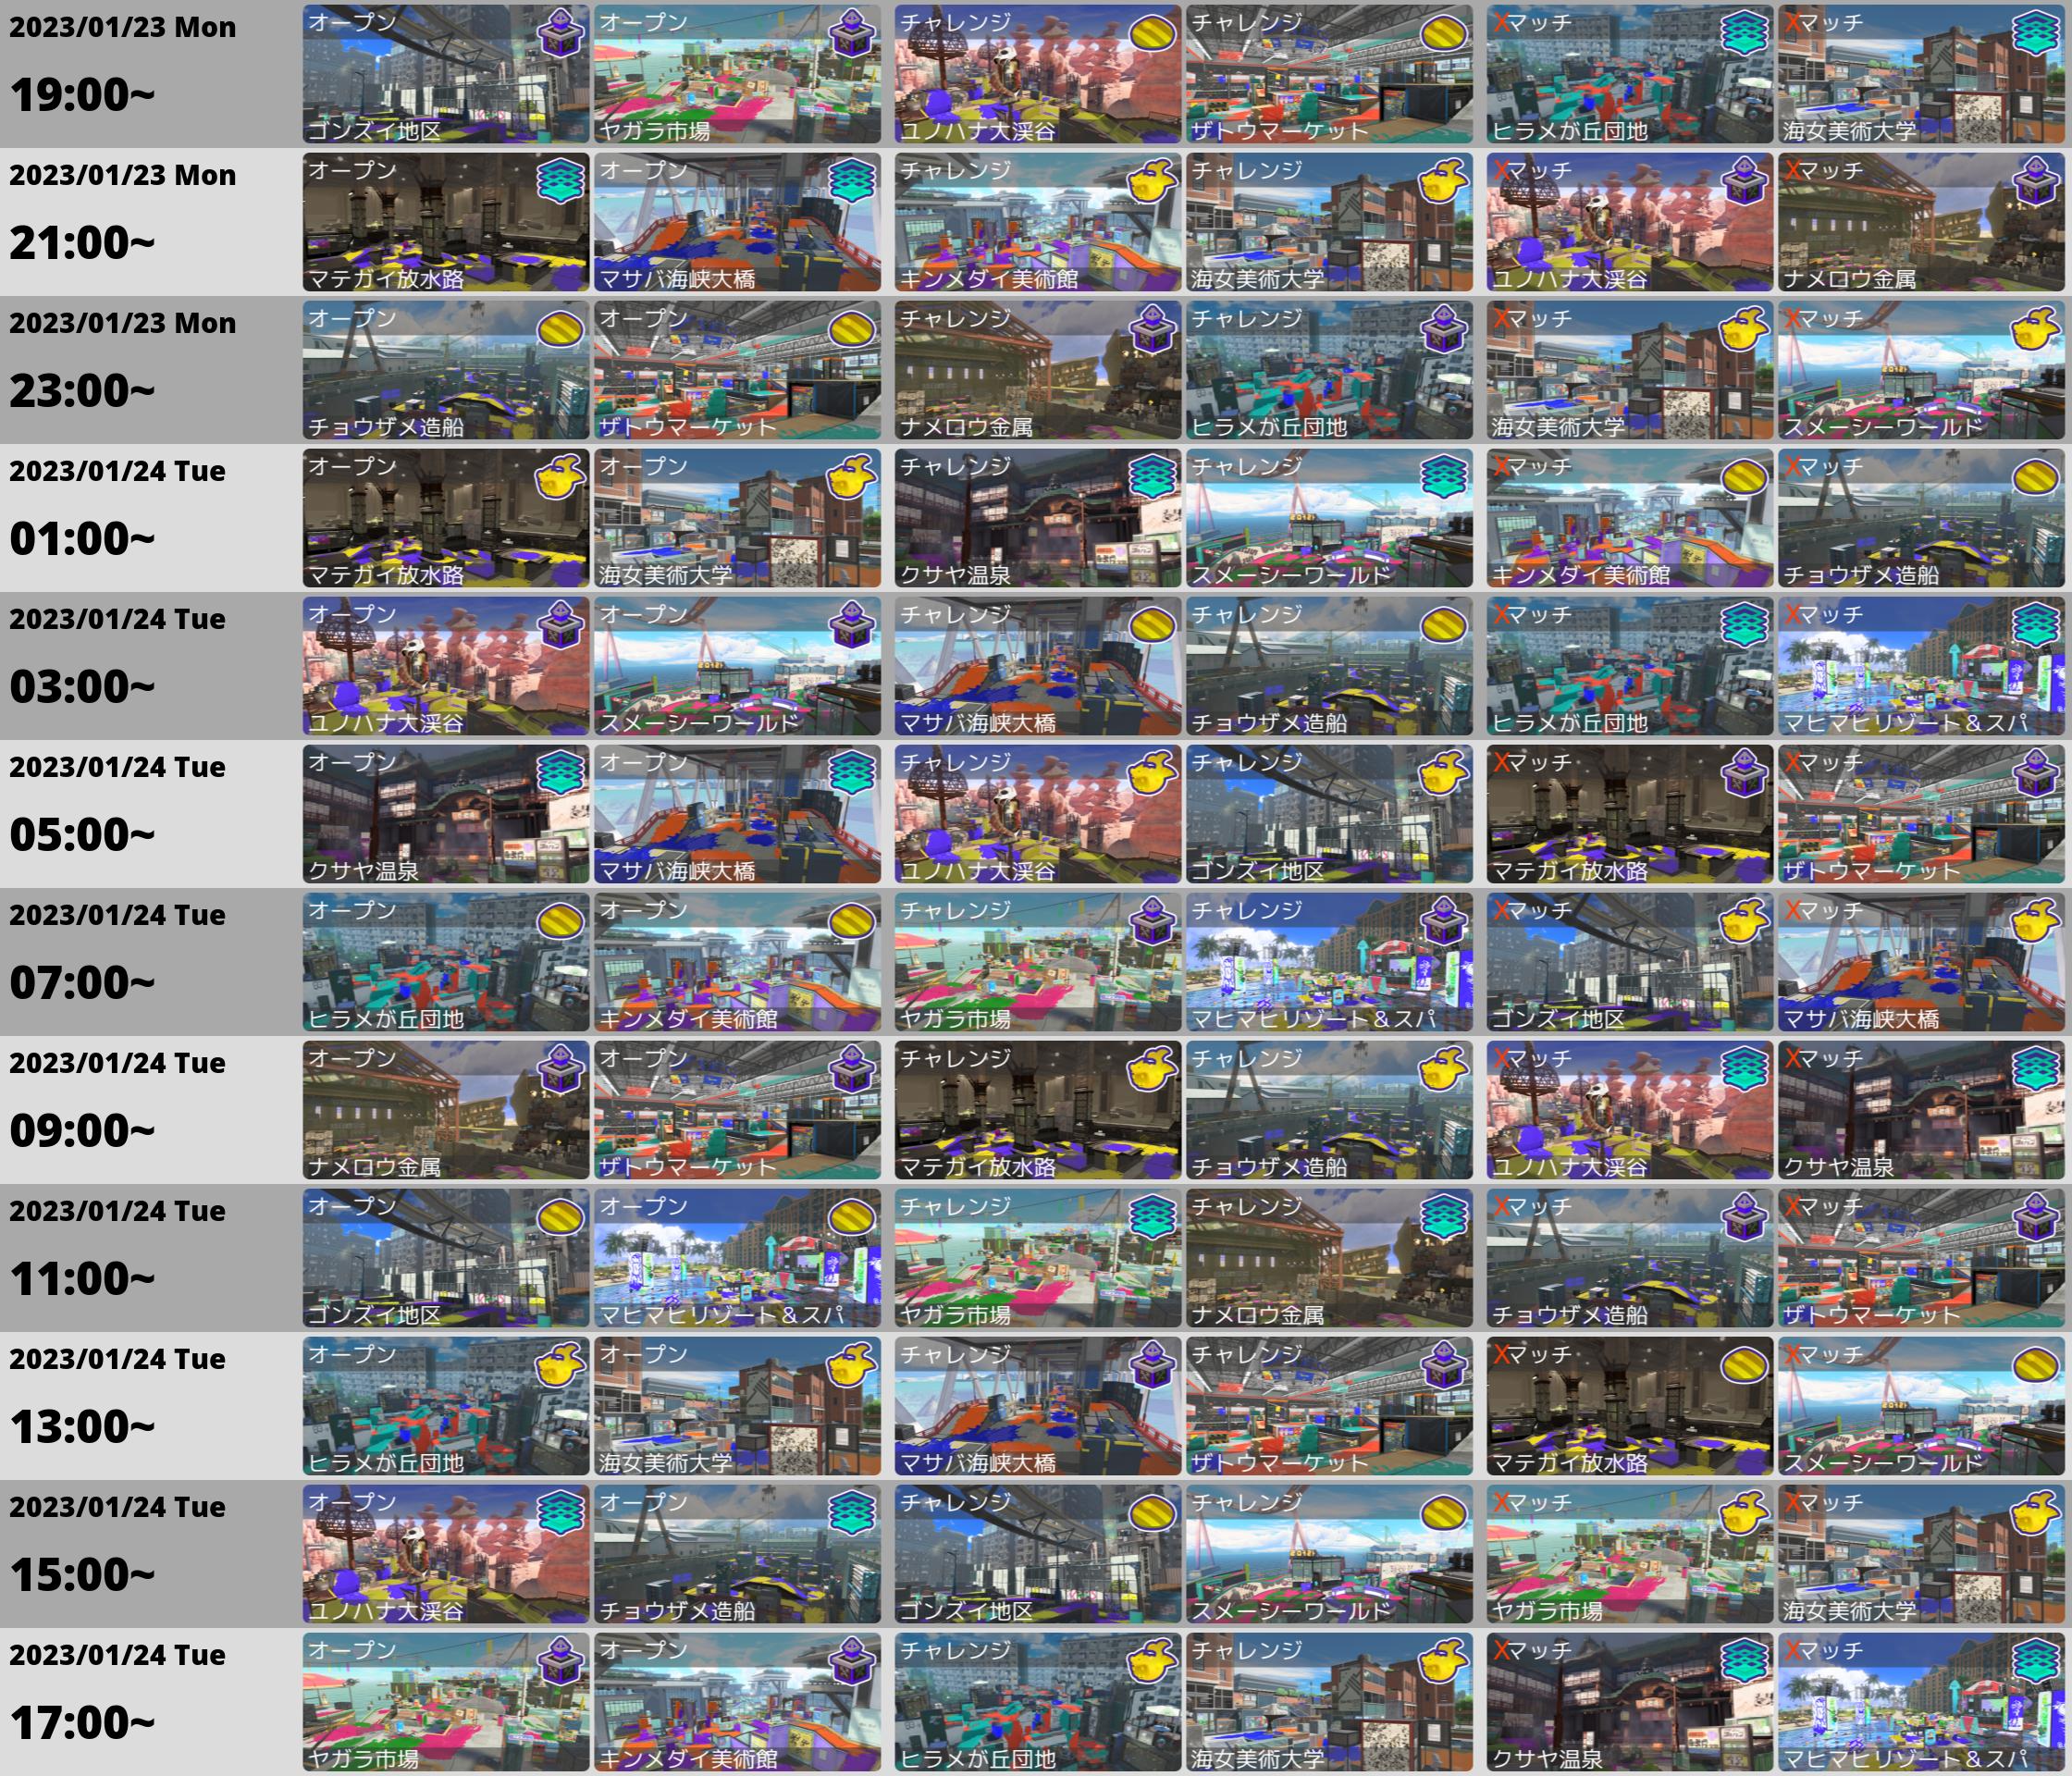 2023/01/23 Mon
19:00~
オープン オープン チャレンジ チャレンジ Xマッチ Xマッチ
ゴンズイ地区 ヤガラ市場 ユノハナ大渓谷 ザトウマーケット ヒラメが丘団地 海女美術大学
2023/01/23 Mon
21:00~
オープン オープン チャレンジ チャレンジ Xマッチ Xマッチ
マテガイ放水路 マサバ海峡大橋 キンメダイ美術館 海女美術大学 ユノハナ大渓谷 ナメロウ金属
2023/01/23 Mon
23:00~
オープン オープン チャレンジ チャレンジ Xマッチ Xマッチ
チョウザメ造船 ザトウマーケット ナメロウ金属 ヒラメが丘団地 海女美術大学 スメーシーワールド
2023/01/24 Tue
01:00~
オープン オープン チャレンジ チャレンジ Xマッチ Xマッチ
マテガイ放水路 海女美術大学 クサヤ温泉 スメーシーワールド キンメダイ美術館 チョウザメ造船
2023/01/24 Tue
03:00~
オープン オープン チャレンジ チャレンジ Xマッチ Xマッチ
ユノハナ大渓谷 スメーシーワールド マサバ海峡大橋 チョウザメ造船 ヒラメが丘団地 マヒマヒリゾート＆スパ
2023/01/24 Tue
05:00~
オープン オープン チャレンジ チャレンジ Xマッチ Xマッチ
クサヤ温泉 マサバ海峡大橋 ユノハナ大渓谷 ゴンズイ地区 マテガイ放水路 ザトウマーケット
2023/01/24 Tue
07:00~
オープン オープン チャレンジ チャレンジ Xマッチ Xマッチ
ヒラメが丘団地 キンメダイ美術館 ヤガラ市場 マヒマヒリゾート＆スパ ゴンズイ地区 マサバ海峡大橋
2023/01/24 Tue
09:00~
オープン オープン チャレンジ チャレンジ Xマッチ Xマッチ
ナメロウ金属 ザトウマーケット マテガイ放水路 チョウザメ造船 ユノハナ大渓谷 クサヤ温泉
2023/01/24 Tue
11:00~
オープン オープン チャレンジ チャレンジ Xマッチ Xマッチ
ゴンズイ地区 マヒマヒリゾート＆スパ ヤガラ市場 ナメロウ金属 チョウザメ造船 ザトウマーケット
2023/01/24 Tue
13:00~
オープン オープン チャレンジ チャレンジ Xマッチ Xマッチ
ヒラメが丘団地 海女美術大学 マサバ海峡大橋 ザトウマーケット マテガイ放水路 スメーシーワールド
2023/01/24 Tue
15:00~
オープン オープン チャレンジ チャレンジ Xマッチ Xマッチ
ユノハナ大渓谷 チョウザメ造船 ゴンズイ地区 スメーシーワールド ヤガラ市場 海女美術大学
2023/01/24 Tue
17:00~
オープン オープン チャレンジ チャレンジ Xマッチ Xマッチ
ヤガラ市場 キンメダイ美術館 ヒラメが丘団地 海女美術大学 クサヤ温泉 マヒマヒリゾート＆スパ